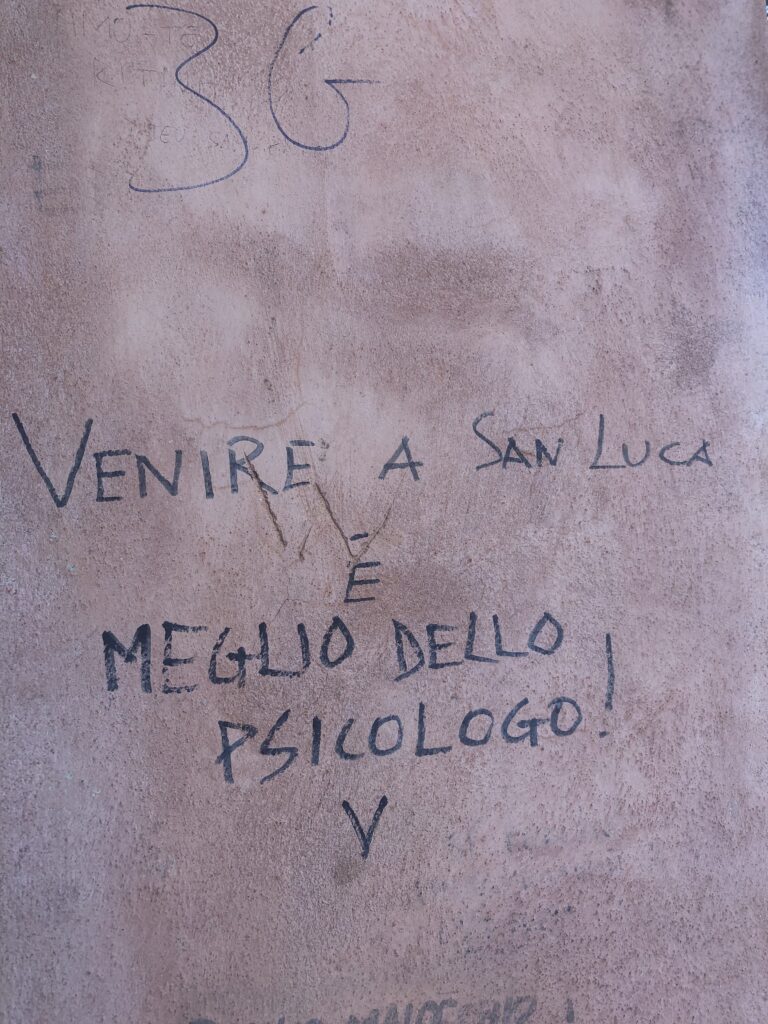 3G
VENIRE A SAN LUCA
È
MEGLIO DELLO
PSICOLOGO!
V